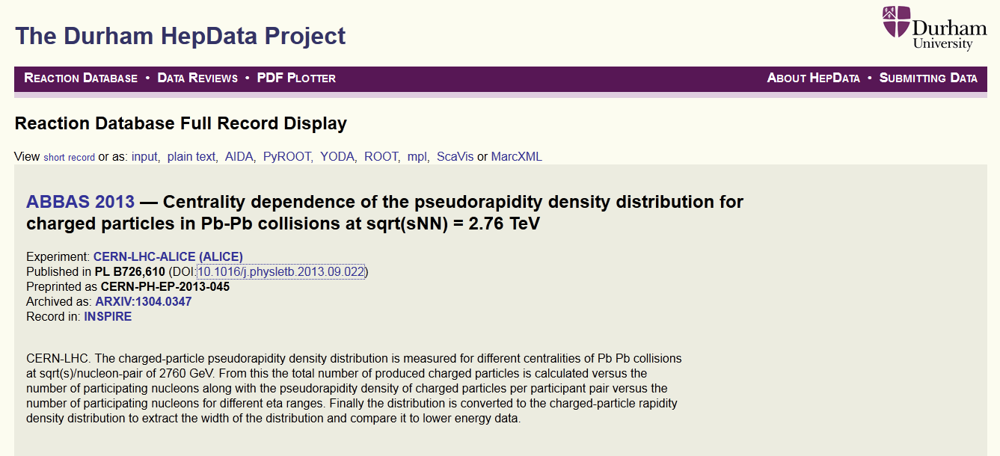 The Durham HepData Project
Durham
University
REACTION DATABASE • DATA REVIEWS • PDF PLOTTER
ABOUT HEPDATA • SUBMITTING DATA
Reaction Database Full Record Display
View short record or as: input, plain text, AIDA, PyROOT, YODA, ROOT, mpl, ScaVis or MarcXML
ABBAS 2013 — Centrality dependence of the pseudorapidity density distribution for
charged particles in Pb-Pb collisions at sqrt(sNN) = 2.76 TeV
Experiment: CERN-LHC-ALICE (ALICE)
Published in PL B726,610 (DOI:10.1016/j.physletb.2013.09.022)
Preprinted as CERN-PH-EP-2013-045
Archived as: ARXIV:1304.0347
Record in: INSPIRE
CERN-LHC. The charged-particle pseudorapidity density distribution is measured for different centralities of Pb Pb collisions
at sqrt(s)/nucleon-pair of 2760 GeV. From this the total number of produced charged particles is calculated versus the
number of participating nucleons along with the pseudorapidity density of charged particles per participant pair versus the
number of participating nucleons for different eta ranges. Finally the distribution is converted to the charged-particle rapidity
density distribution to extract the width of the distribution and compare it to lower energy data.